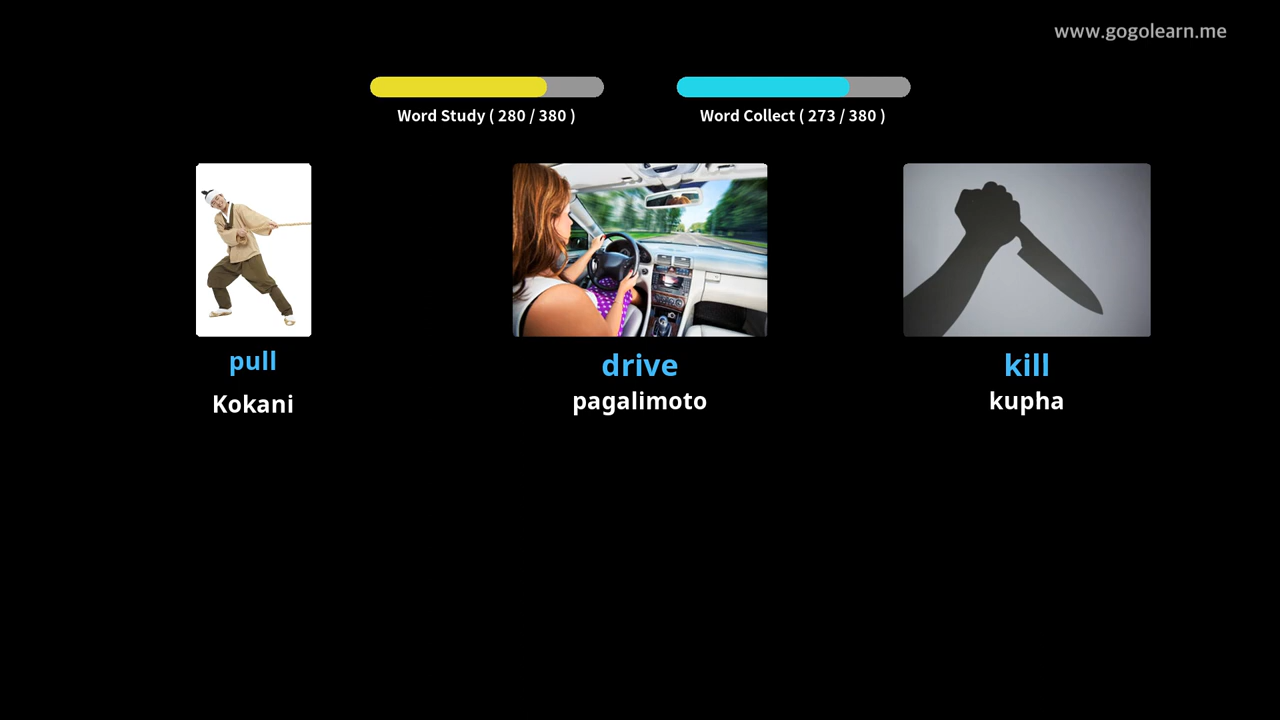 www.gogolearn.me
Word Study ( 280 / 380 )
Word Collect ( 273 / 380 )
pull
Kokani
drive
pagalimoto
kill
kupha